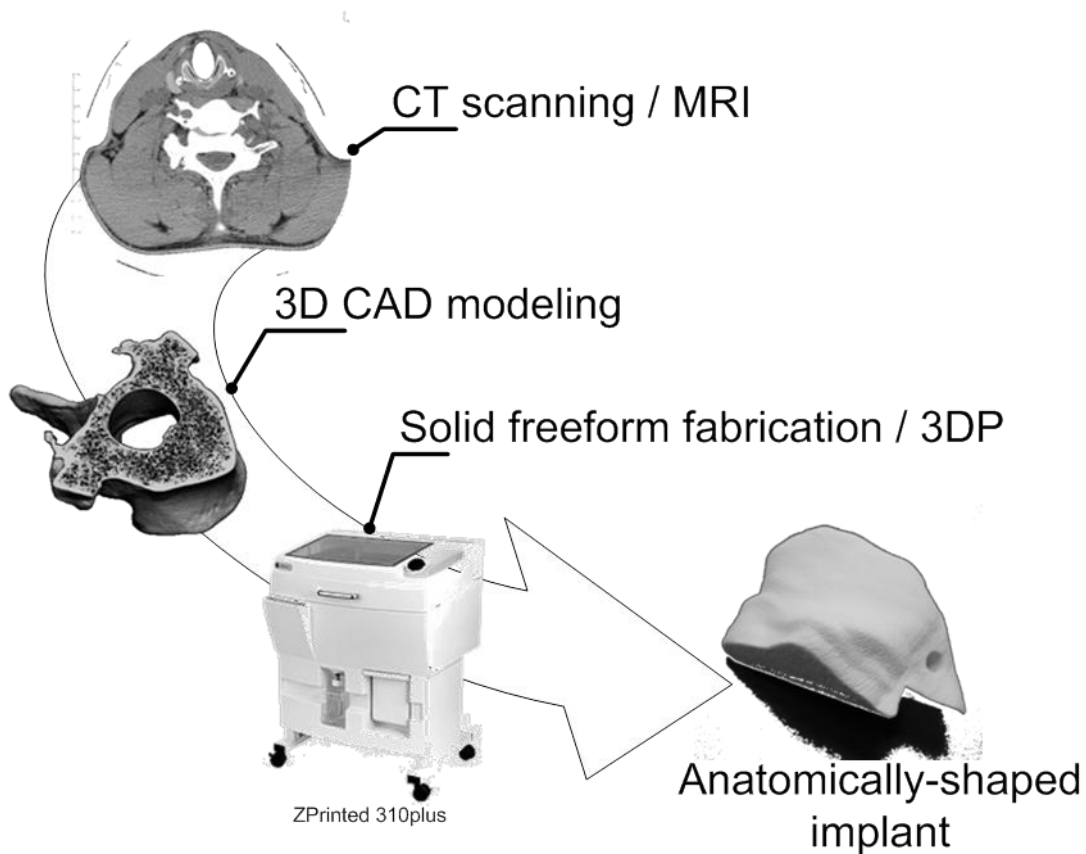 CT scanning / MRI
3D CAD modeling
Solid freeform fabrication / 3DP
ZPrinted 310plus
Anatomically-shaped
implant